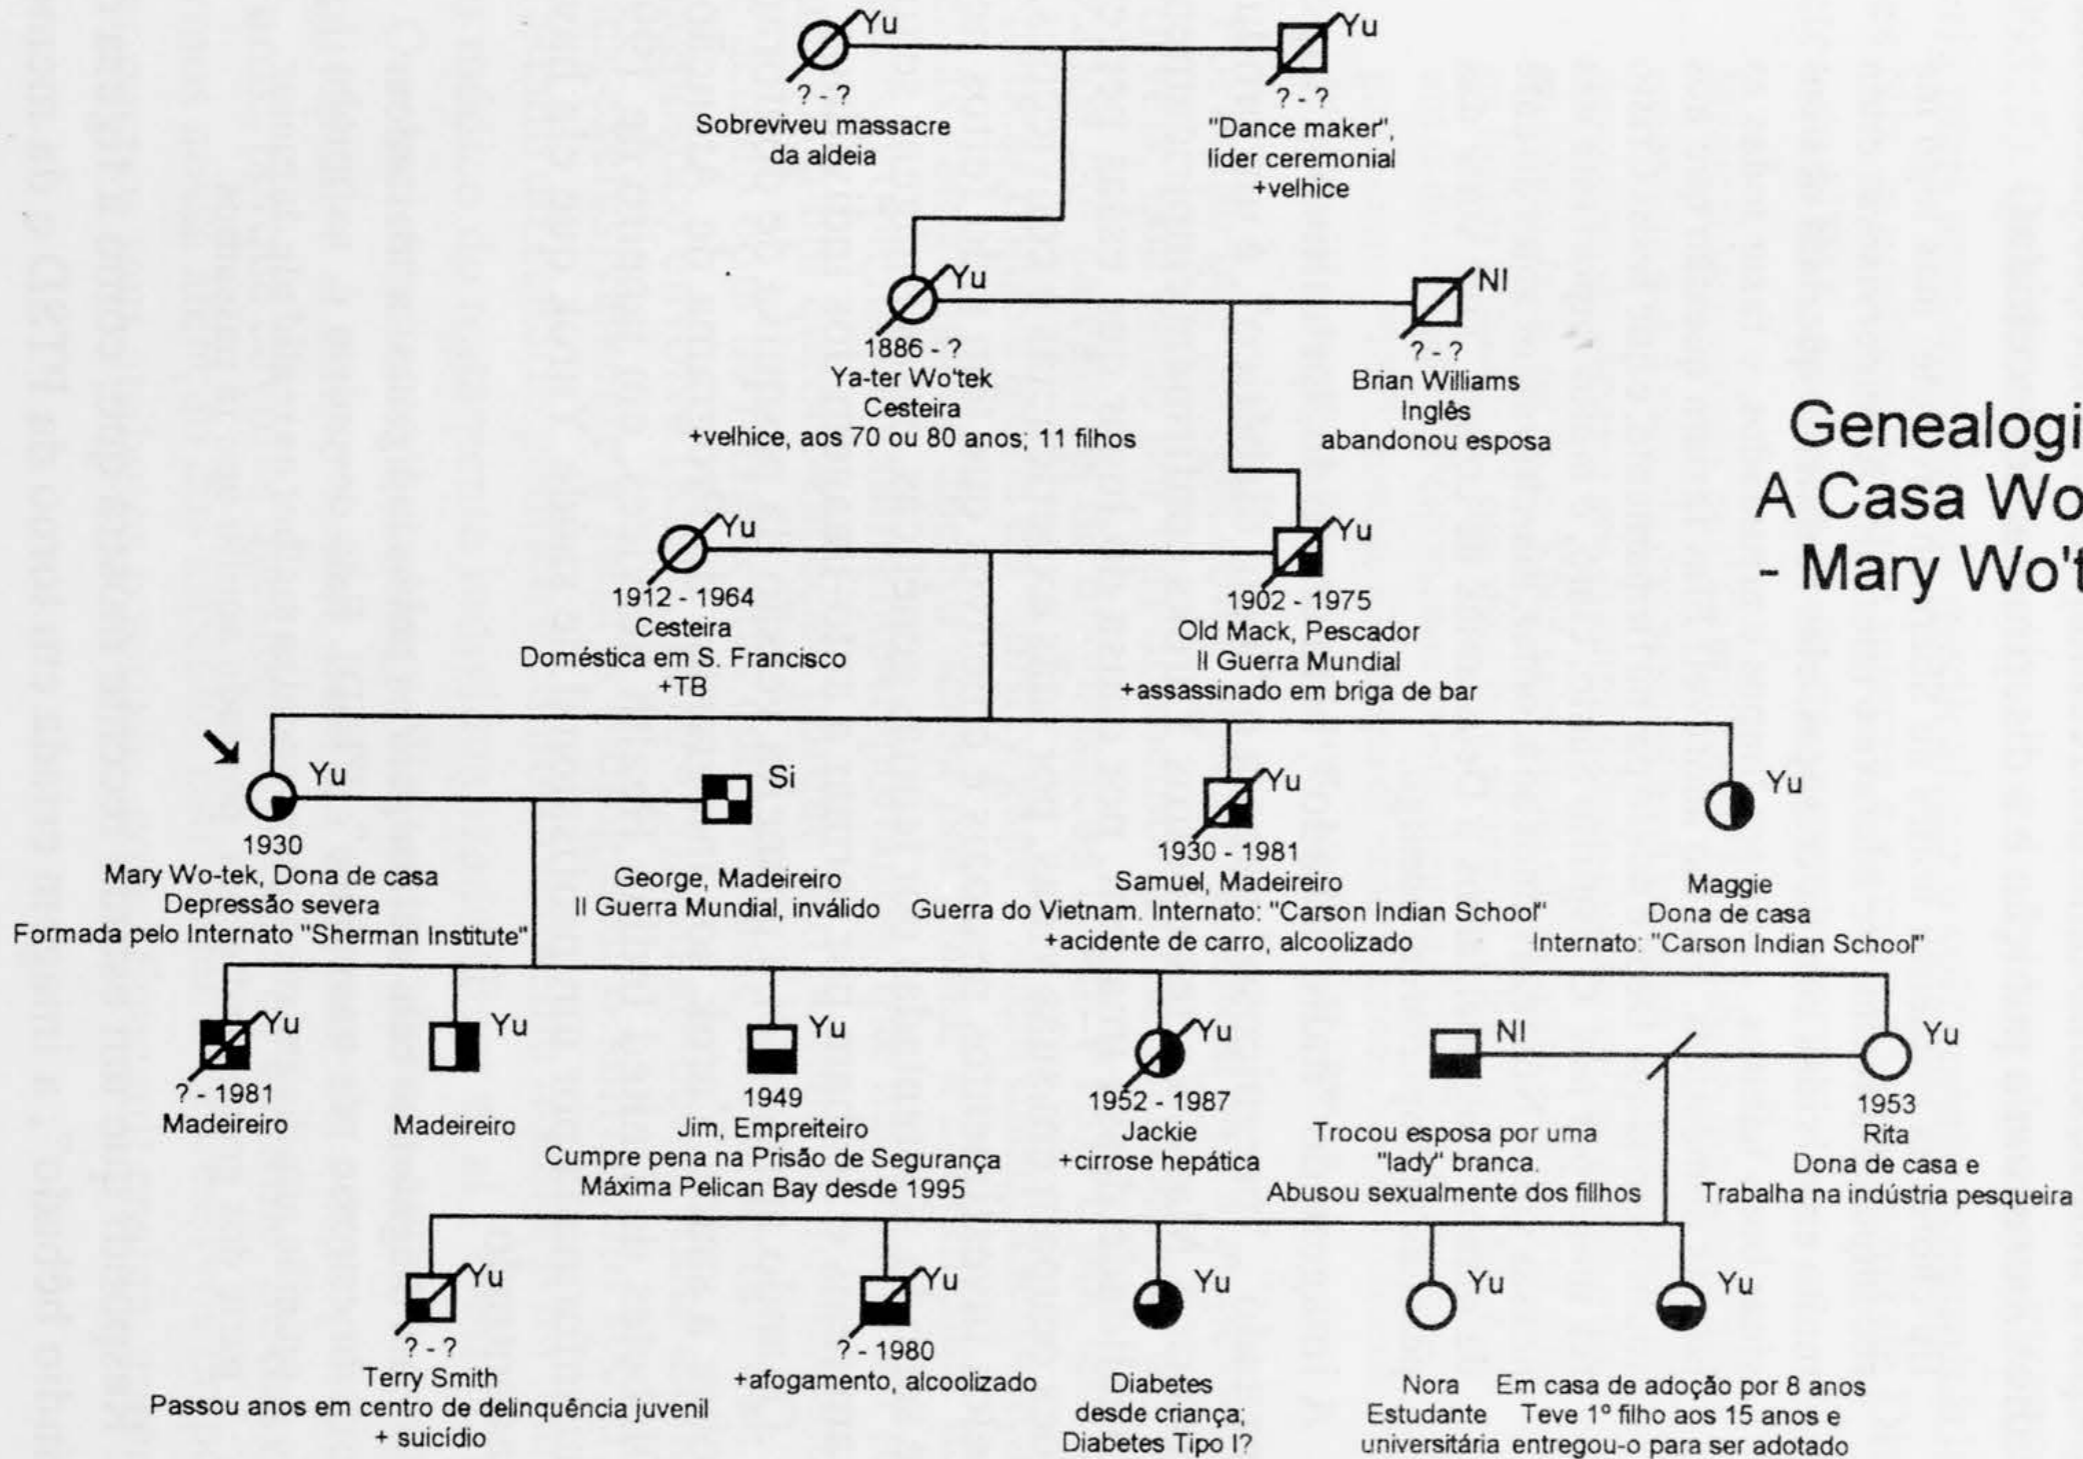 Yu
Yu
? - ?
Sobreviveu massacre
da aldeia
? - ?
"Dance maker",
líder ceremonial
+velhice
Yu
NI
1886 - ?
Ya-ter Wo'tek
Cesteira
+velhice, aos 70 ou 80 anos; 11 filhos
? - ?
Brian Williams
Inglês
abandonou esposa
Genealogi
A Casa Wo
- Mary Wo't
Yu
Yu
1912 - 1964
Cesteira
Doméstica em S. Francisco
+TB
1902 - 1975
Old Mack, Pescador
II Guerra Mundial
+assassinado em briga de bar
Yu
Si
Yu
Yu
1930
Mary Wo-tek, Dona de casa
Depressão severa
Formada pelo Internato "Sherman Institute"
George, Madeireiro
II Guerra Mundial, inválido
1930 - 1981
Samuel, Madeireiro
Guerra do Vietnam. Internato: "Carson Indian School"
+acidente de carro, alcoolizado
Maggie
Dona de casa
Internato: "Carson Indian School"
Yu
Yu
Yu
Yu
NI
Yu
? - 1981
Madeireiro
Madeireiro
1949
Jim, Empreiteiro
Cumpre pena na Prisão de Segurança
Máxima Pelican Bay desde 1995
1952 - 1987
Jackie
+cirrose hepática
Trocou esposa por uma
"lady" branca.
Abusou sexualmente dos fillhos
1953
Rita
Dona de casa e
Trabalha na indústria pesqueira
Yu
Yu
Yu
Yu
Yu
? - ?
Terry Smith
Passou anos em centro de delinquência juvenil
+ suicídio
? - 1980
+afogamento, alcoolizado
Diabetes
desde criança;
Diabetes Tipo I?
Nora
Estudante
universitária
Em casa de adoção por 8 anos
Teve 1º filho aos 15 anos e
entregou-o para ser adotado